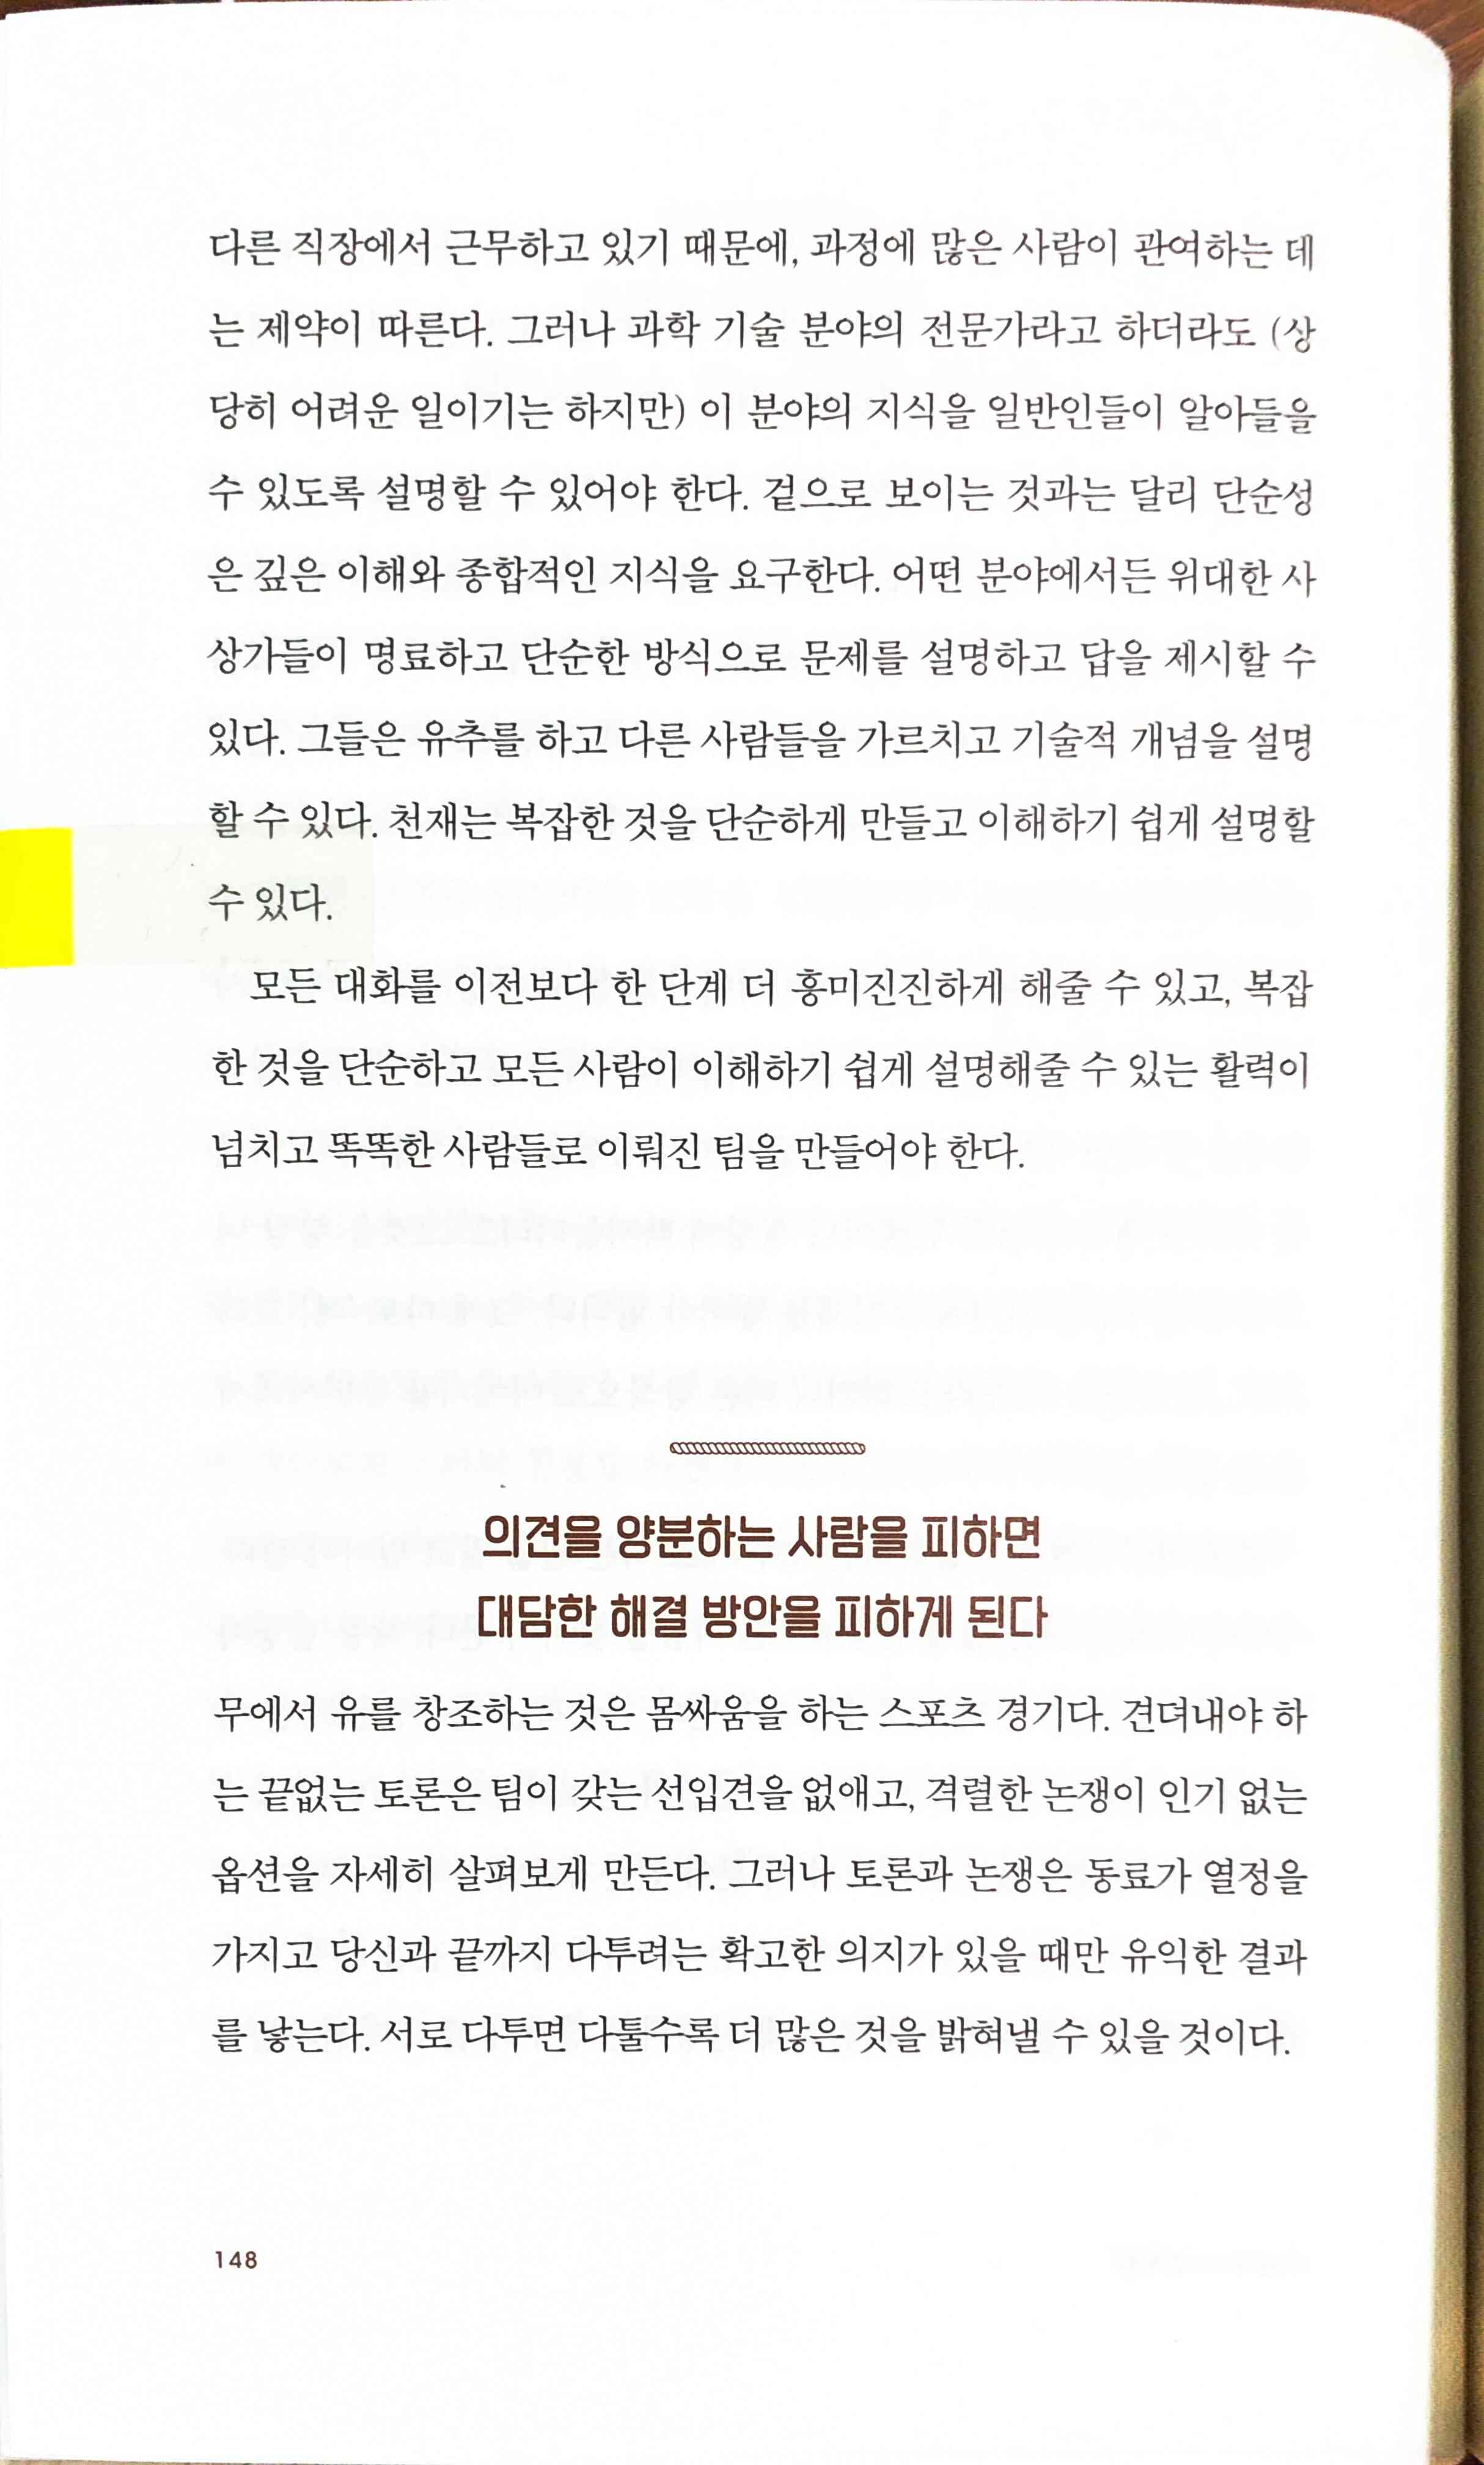 다른 직장에서 근무하고 있기 때문에, 과정에 많은 사람이 관여하는 데
는 제약이 따른다. 그러나 과학 기술 분야의 전문가라고 하더라도 (상
당히 어려운 일이기는 하지만) 이 분야의 지식을 일반인들이 알아들을
수 있도록 설명할 수 있어야 한다. 겉으로 보이는 것과는 달리 단순성
은 깊은 이해와 종합적인 지식을 요구한다. 어떤 분야에서든 위대한 사
상가들이 명료하고 단순한 방식으로 문제를 설명하고 답을 제시할 수
있다. 그들은 유추를 하고 다른 사람들을 가르치고 기술적 개념을 설명
할 수 있다. 천재는 복잡한 것을 단순하게 만들고 이해하기 쉽게 설명할
수 있다.
모든 대화를 이전보다 한 단계 더 흥미진진하게 해줄 수 있고, 복잡
한 것을 단순하고 모든 사람이 이해하기 쉽게 설명해줄 수 있는 활력이
넘치고 똑똑한 사람들로 이뤄진 팀을 만들어야 한다.
의견을 양분하는 사람을 피하면
대담한 해결 방안을 피하게 된다
무에서 유를 창조하는 것은 몸싸움을 하는 스포츠 경기다. 견뎌내야 하
는 끝없는 토론은 팀이 갖는 선입견을 없애고, 격렬한 논쟁이 인기 없는
옵션을 자세히 살펴보게 만든다. 그러나 토론과 논쟁은 동료가 열정을
가지고 당신과 끝까지 다투려는 확고한 의지가 있을 때만 유익한 결과
를 낳는다. 서로 다투면 다툴수록 더 많은 것을 밝혀낼 수 있을 것이다.
148